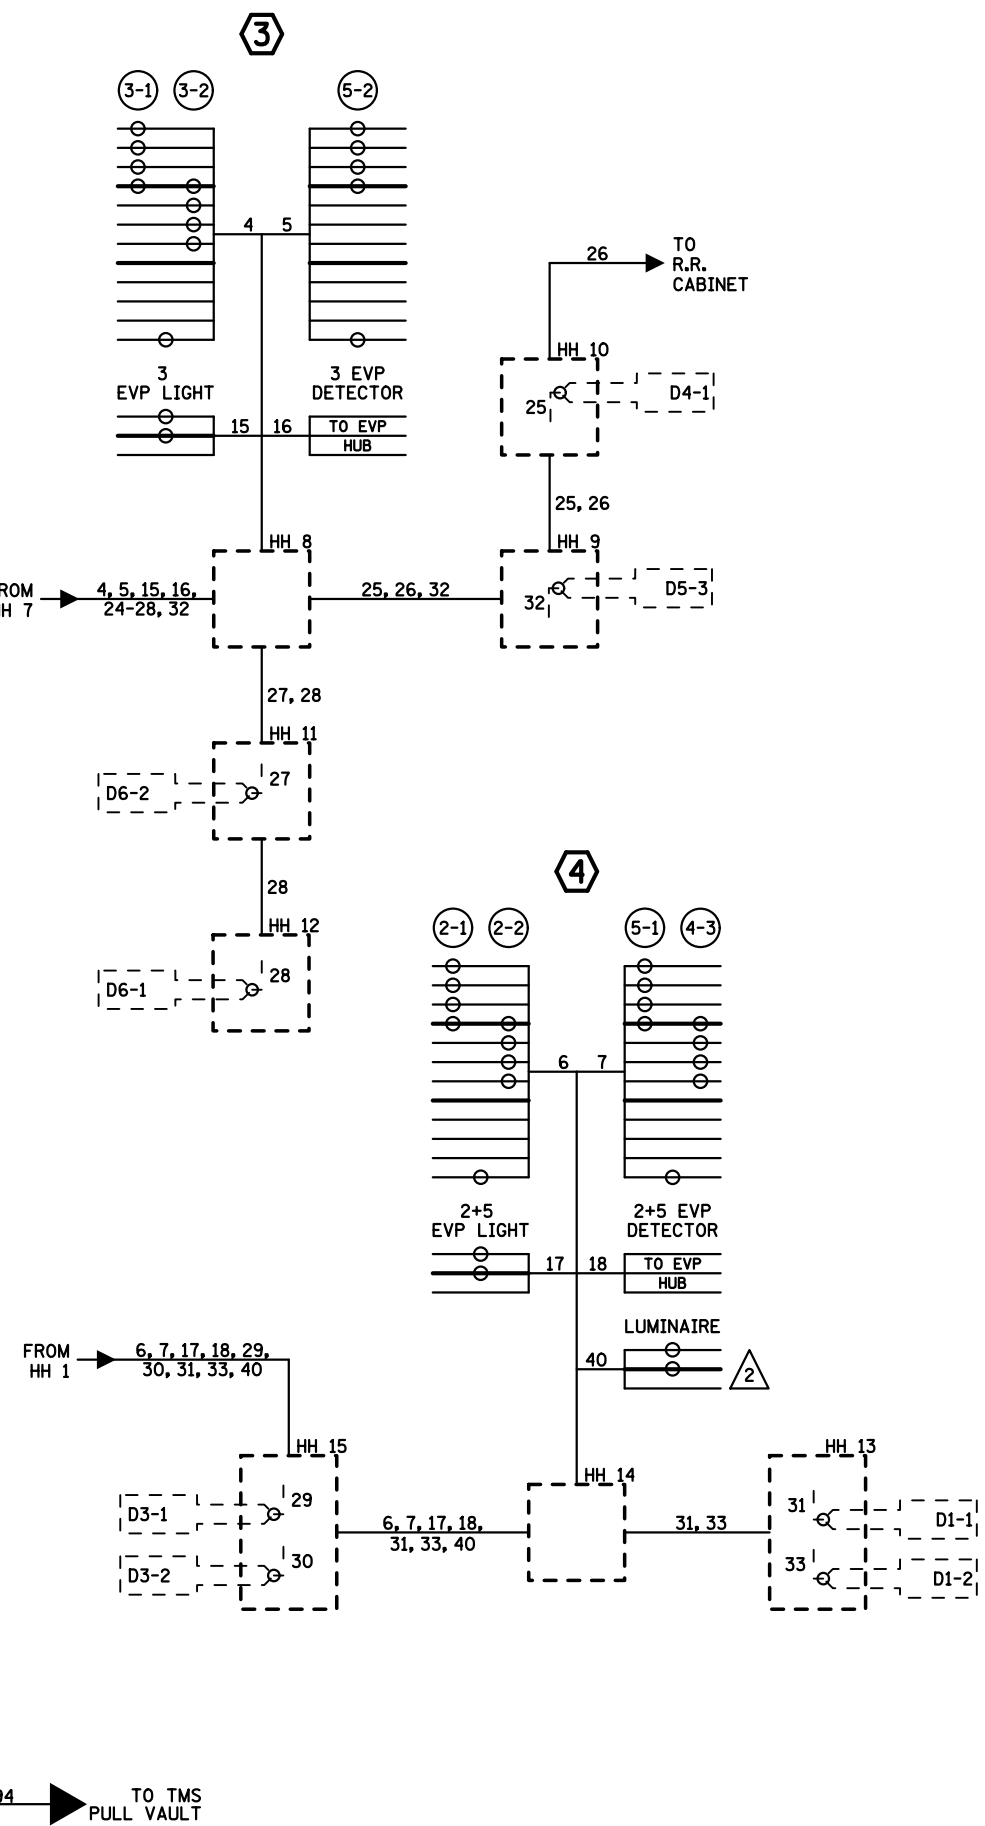 3
3-1 3-2 5-2
4 5
26
TO
R.R.
CABINET
HH 10
3
EVP LIGHT
3 EVP
DETECTOR
25
D4-1
15 16
TO EVP
HUB
25, 26
HH 8
HH 9
HH 7
4, 5, 15, 16,
24-28, 32
25, 26, 32
32
D5-3
27, 28
HH 11
27
D6-2
28
HH 12
28
D6-1
4
2-1 2-2 5-1 4-3
6 7
2+5
EVP LIGHT
2+5 EVP
DETECTOR
17 18
TO EVP
HUB
LUMINAIRE
40
2
FROM
HH 1
6, 7, 17, 18, 29,
30, 31, 33, 40
HH 15
HH 14
HH 13
29
D3-1
30
D3-2
6, 7, 17, 18,
31, 33, 40
31, 33
31
D1-1
33
D1-2
TO TMS
PULL VAULT